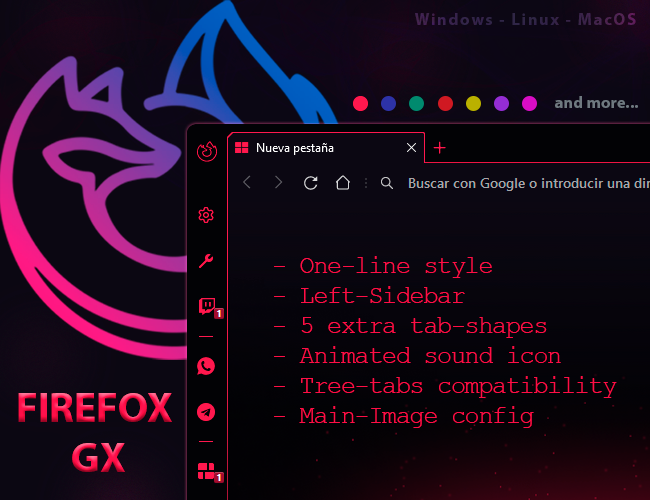 Windows - Linux - MacOS
and more...
Nueva pestaña
Buscar con Google o introducir una dir
- One-line style
- Left-Sidebar
- 5 extra tab-shapes
- Animated sound icon
- Tree-tabs compatibility
- Main-Image config
1
1
FIREFOX
GX